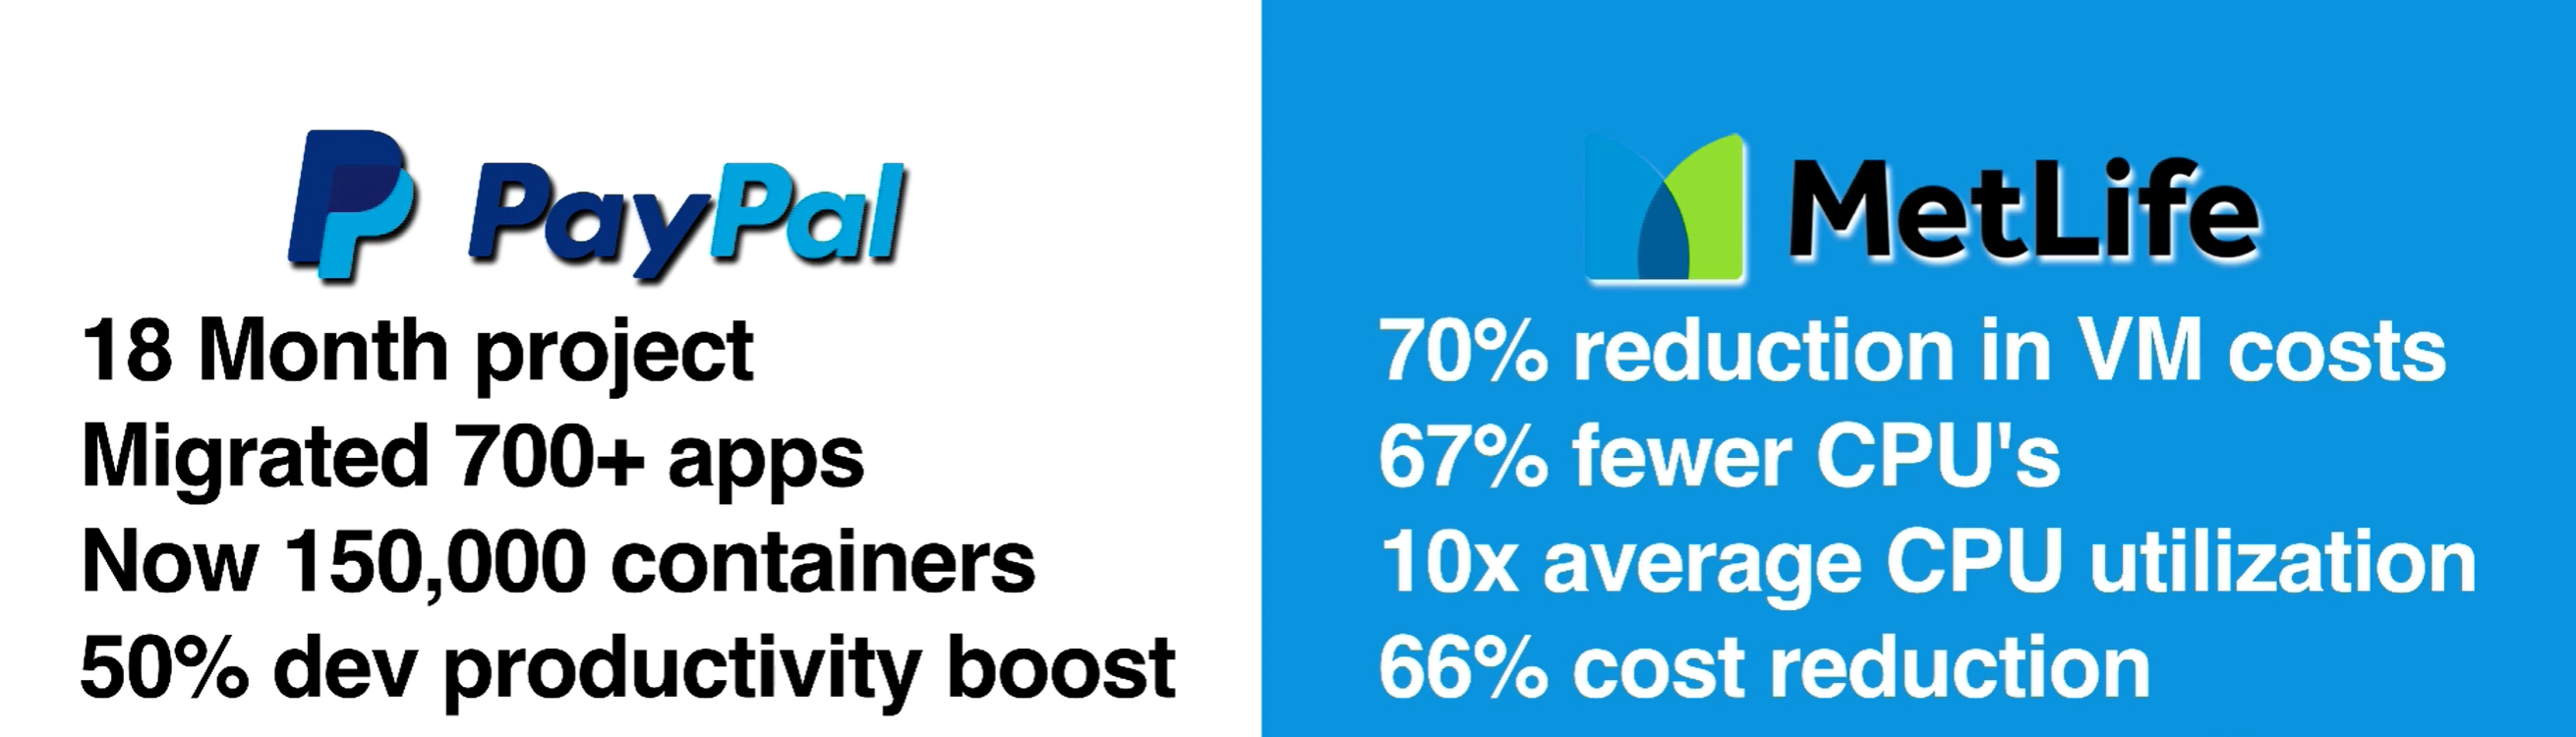 PayPal
18 Month project
Migrated 700+ apps
Now 150,000 containers
50% dev productivity boost
MetLife
70% reduction in VM costs
67% fewer CPU's
10x average CPU utilization
66% cost reduction